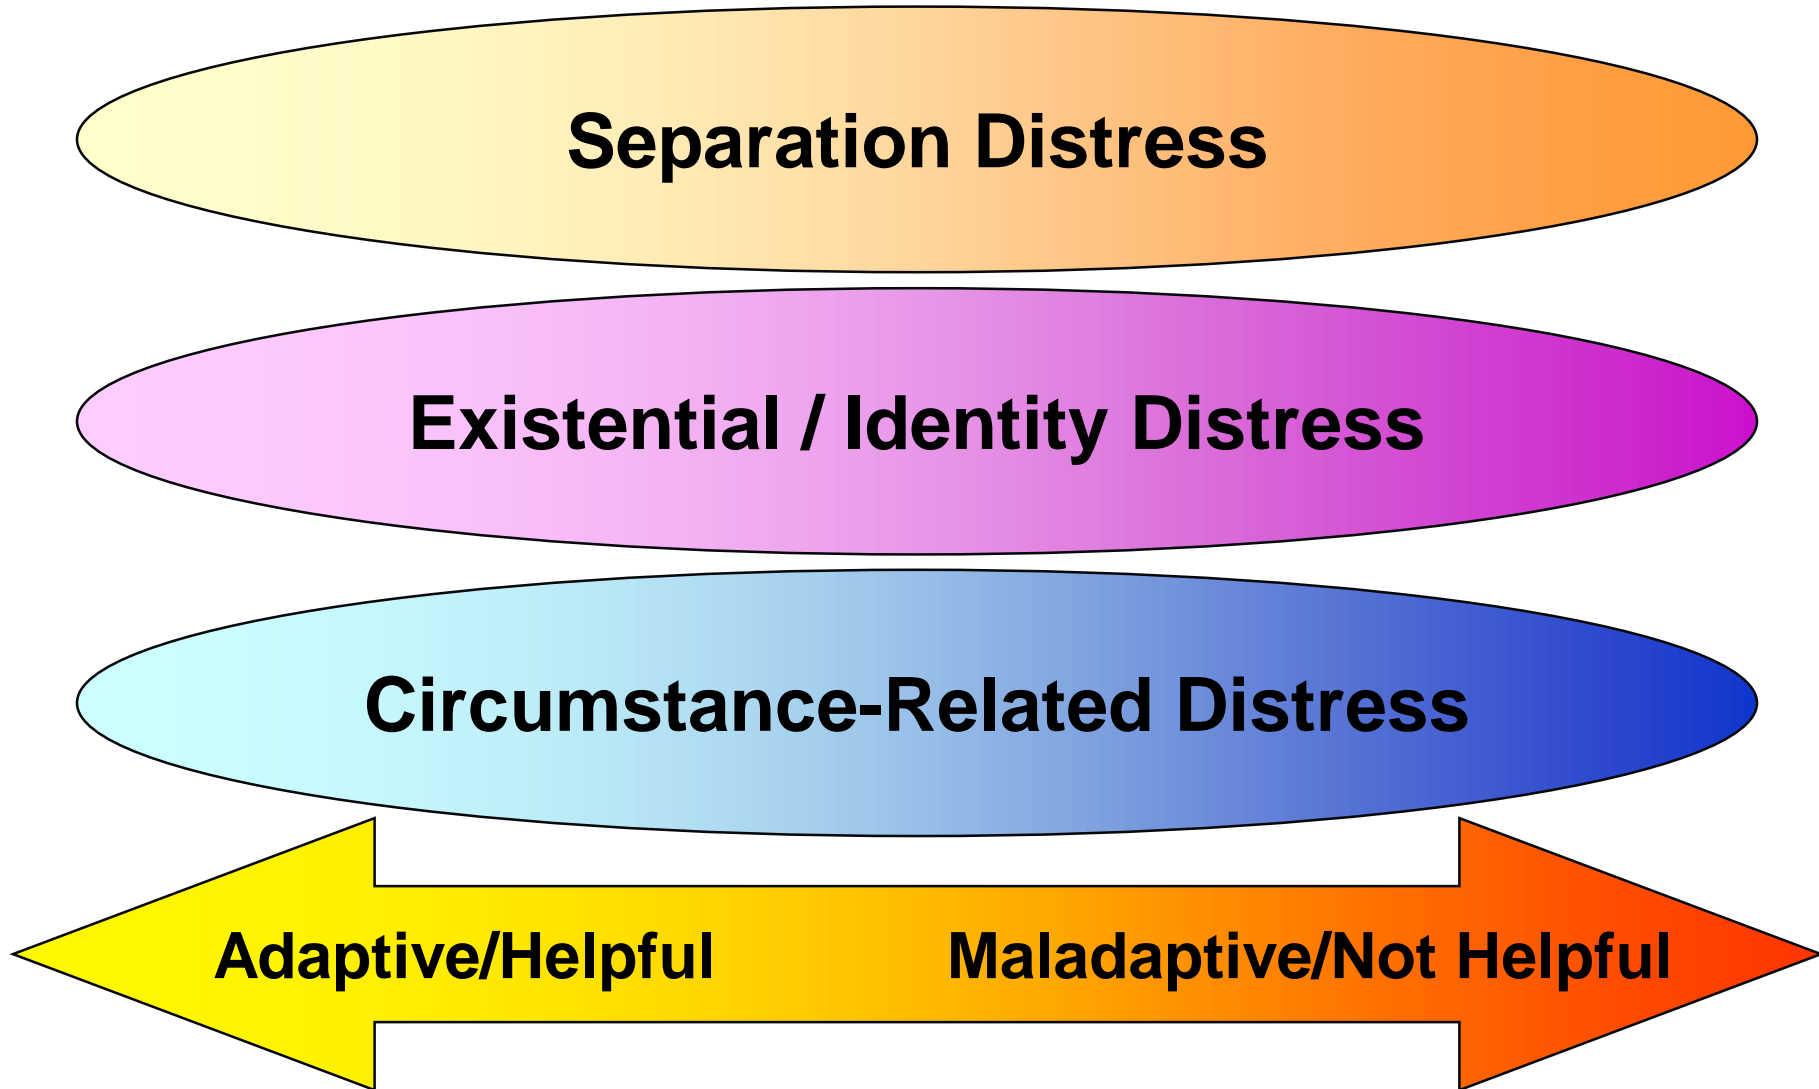 Separation Distress
Existential / Identity Distress
Circumstance-Related Distress
Adaptive/Helpful
Maladaptive/Not Helpful